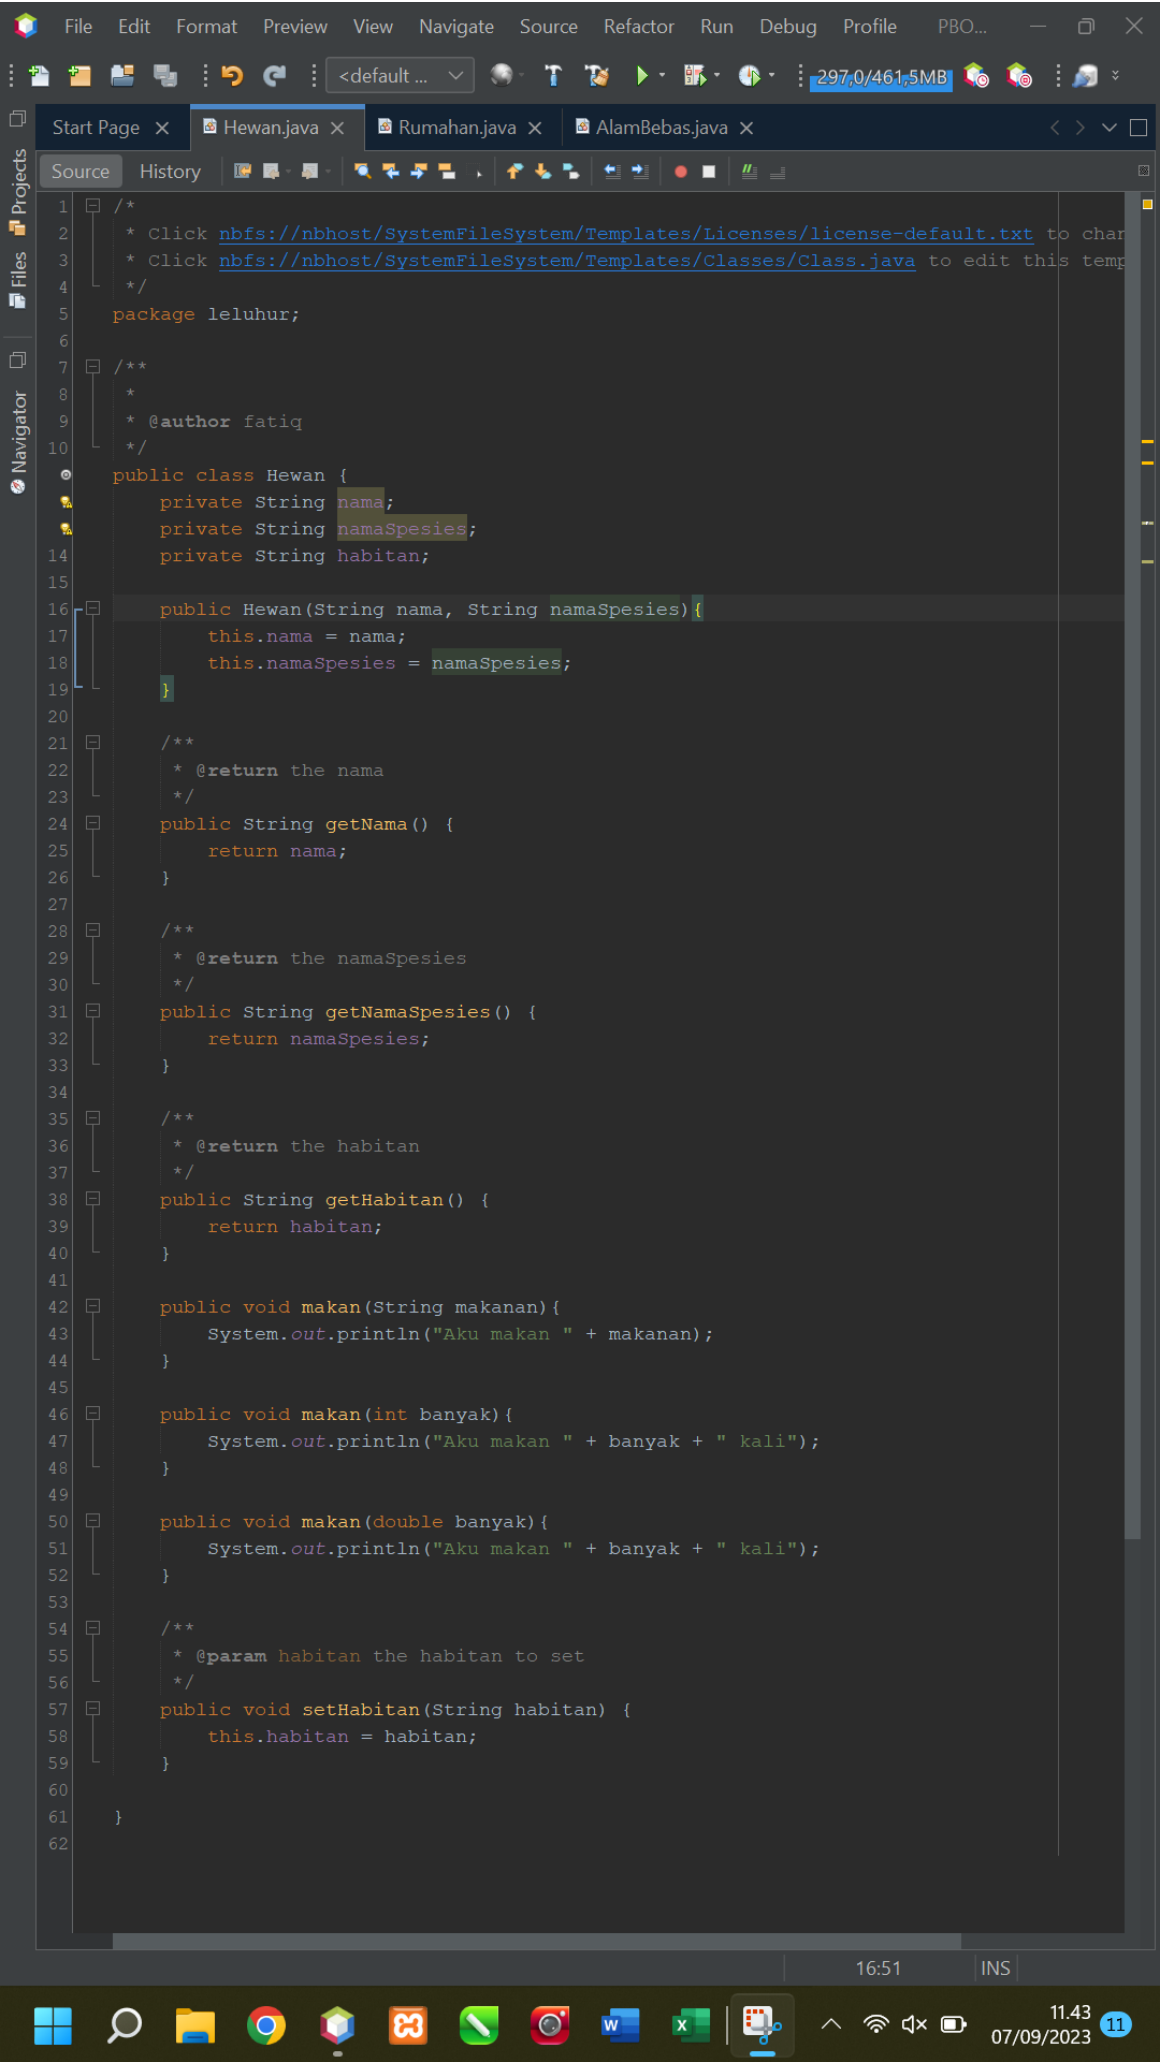 File Edit Format Preview View Navigate Source Refactor Run Debug Profile PBO...
<default ... 297,0/461,5MB
Start Page Hewan.java Rumahan.java AlamBebas.java
Source History
Projects
Files
Navigator
1 /*
2 * Click nbfs://nbhost/SystemFileSystem/Templates/Licenses/license-default.txt to char
3 * Click nbfs://nbhost/SystemFileSystem/Templates/Classes/Class.java to edit this temp
4 */
5 package leluhur;
6
7 /**
8 *
9 * @author fatiq
10 */
public class Hewan {
private String nama;
private String namaSpesies;
14 private String habitan;
15
16 public Hewan(String nama, String namaSpesies){
17 this.nama = nama;
18 this.namaSpesies = namaSpesies;
19 }
20
21 /**
22 * @return the nama
23 */
24 public String getNama() {
25 return nama;
26 }
27
28 /**
29 * @return the namaSpesies
30 */
31 public String getNamaSpesies() {
32 return namaSpesies;
33 }
34
35 /**
36 * @return the habitan
37 */
38 public String getHabitan() {
39 return habitan;
40 }
41
42 public void makan(String makanan){
43 System.out.println("Aku makan " + makanan);
44 }
45
46 public void makan(int banyak){
47 System.out.println("Aku makan " + banyak + " kali");
48 }
49
50 public void makan(double banyak){
51 System.out.println("Aku makan " + banyak + " kali");
52 }
53
54 /**
55 * @param habitan the habitan to set
56 */
57 public void setHabitan(String habitan) {
58 this.habitan = habitan;
59 }
60
61 }
62
16:51 INS
11.43
07/09/2023 11